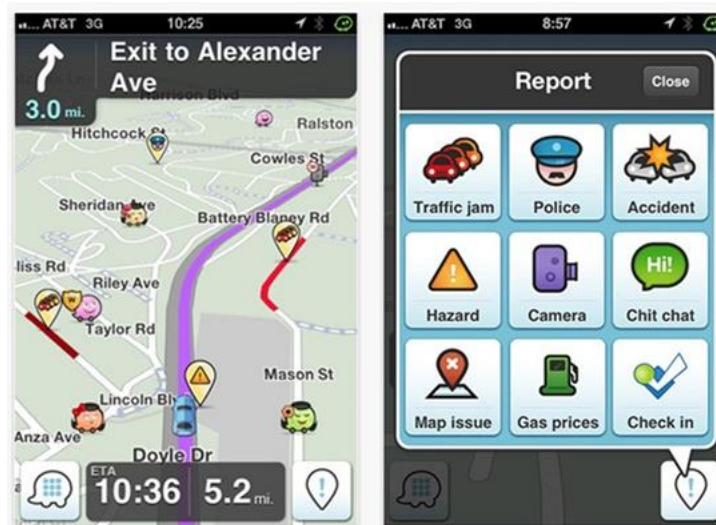 AT&T 3G 10:25
Exit to Alexander
Ave
3.0 mi.
Harrison Blvd
Hitchcock St
Ralston
Cowles St
Sheridan Ave
Battery Blaney Rd
liss Rd
Riley Ave
W
Taylor Rd
Mason St
Lincoln Blv
Anza Ave
Doyle Dr
ETA
10:36 5.2 mi.
AT&T 3G 8:57
Report
Close
Traffic jam
Police
Accident
Hazard
Camera
Hi!
Chit chat
Map issue
Gas prices
Check in